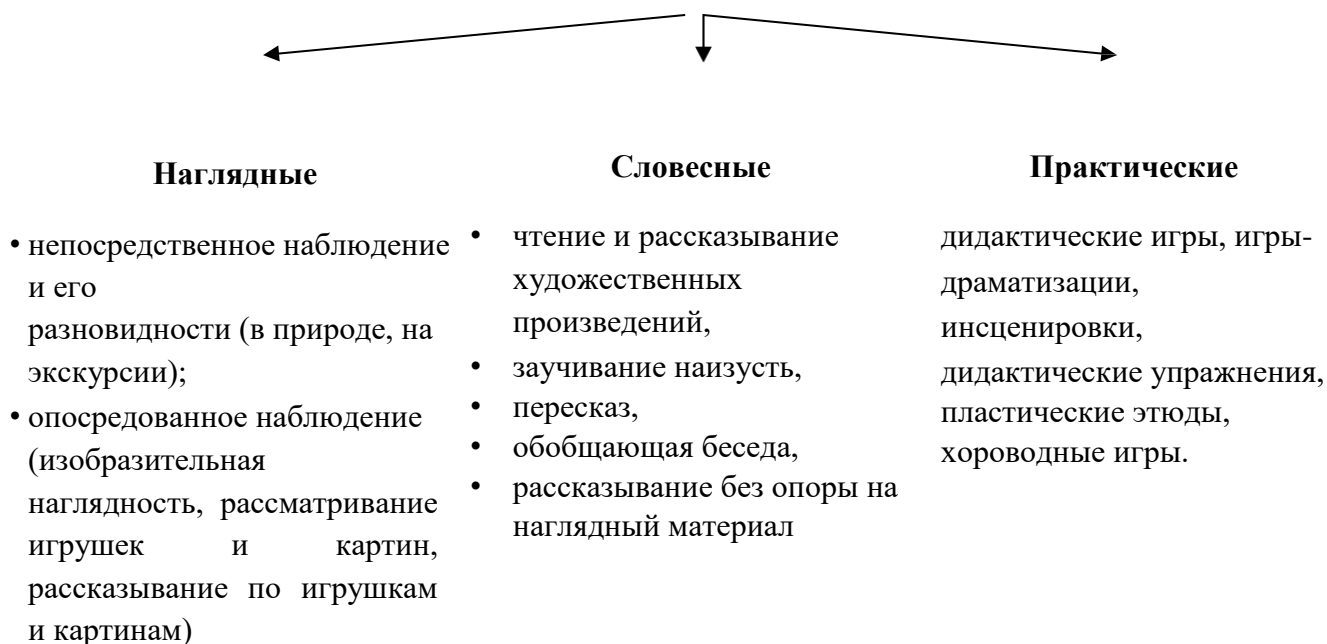 Наглядные
• непосредственное наблюдение
и его
разновидности (в природе, на
экскурсии);
• опосредованное наблюдение
(изобразительная
наглядность, рассматривание
игрушек и картин,
рассказывание по игрушкам
и картинам)
Словесные
• чтение и рассказывание
художественных
произведений,
• заучивание наизусть,
• пересказ,
• обобщающая беседа,
• рассказывание без опоры на
наглядный материал
Практические
дидактические игры, игры-
драматизации,
инсценировки,
дидактические упражнения,
пластические этюды,
хороводные игры.